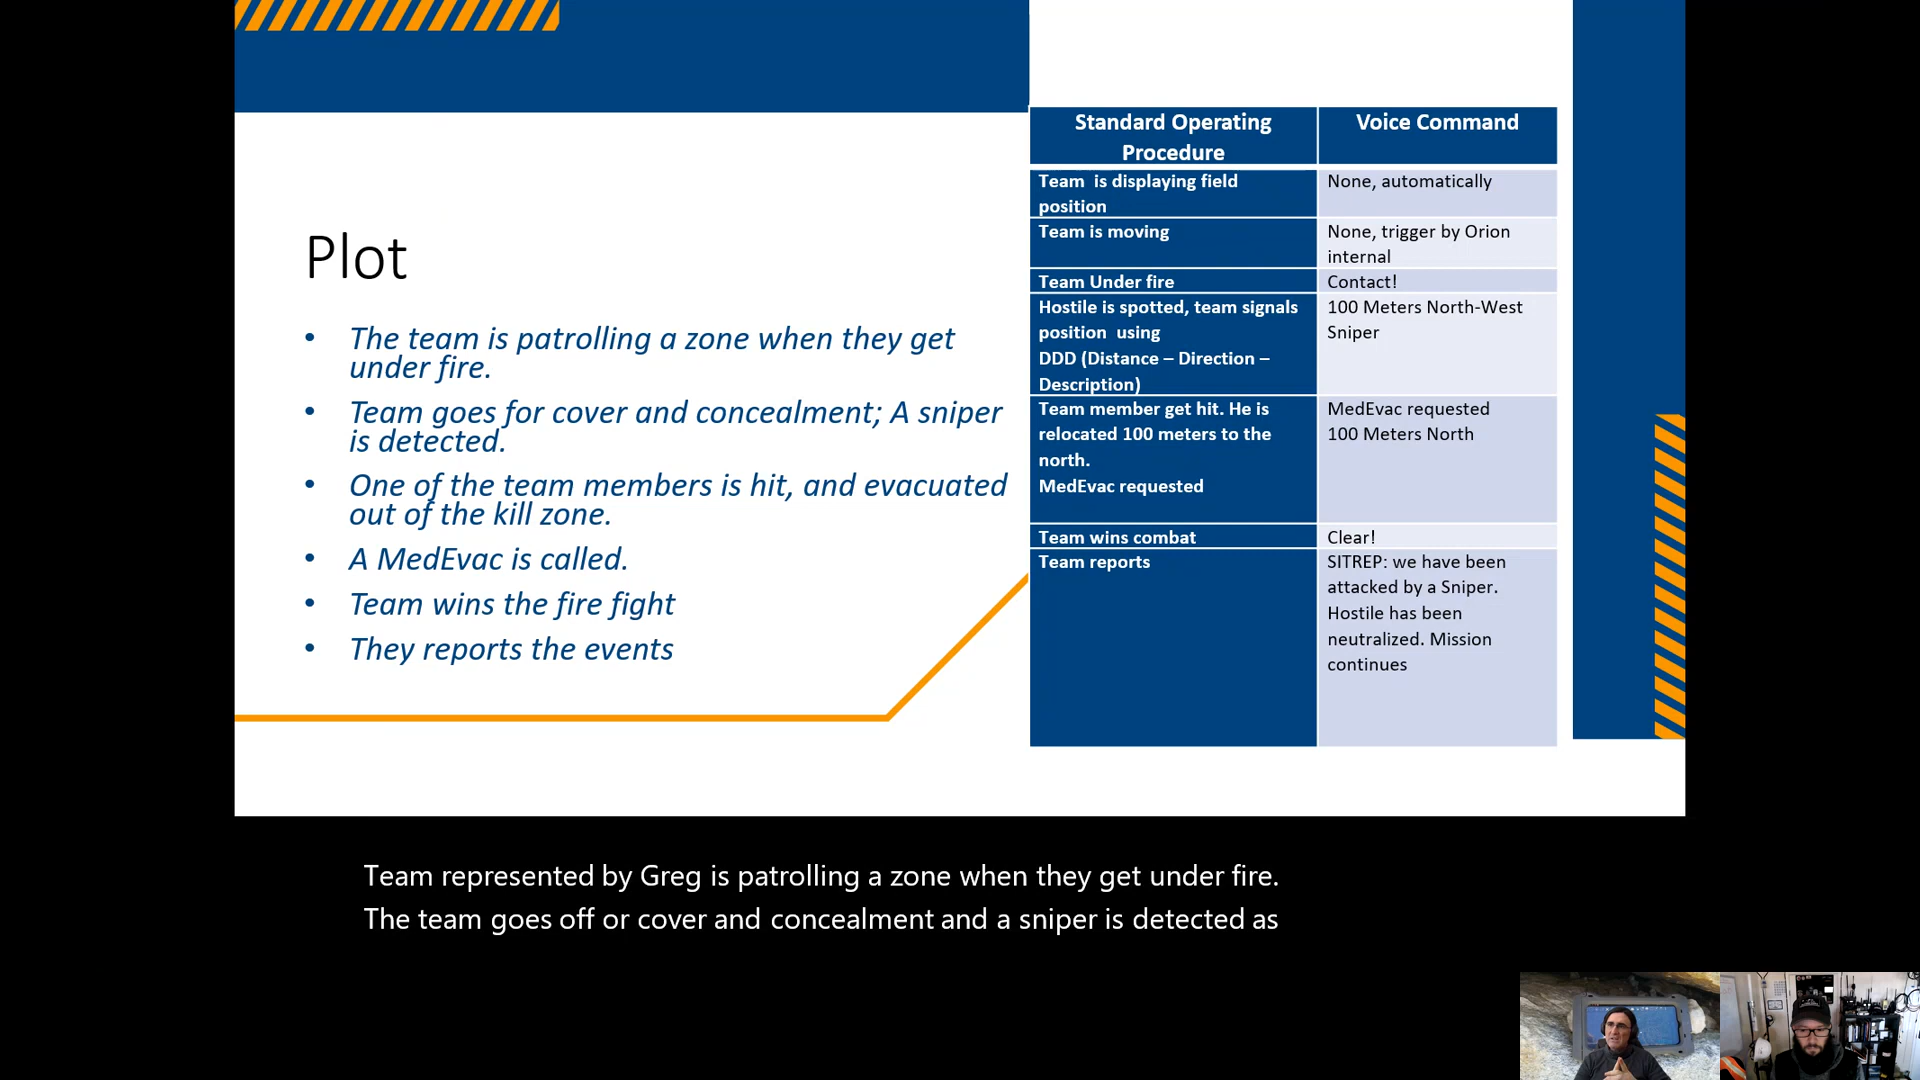 Plot
• The team is patrolling a zone when they get
under fire.
• Team goes for cover and concealment; A sniper
is detected.
• One of the team members is hit, and evacuated
out of the kill zone.
• A MedEvac is called.
• Team wins the fire fight
• They reports the events
Standard Operating
Procedure
Voice Command
Team  is displaying field
position
None, automatically
Team is moving
None, trigger by Orion
internal
Team Under fire
Contact!
Hostile is spotted, team signals
position  using
DDD (Distance – Direction –
Description)
100 Meters North-West
Sniper
Team member get hit. He is
relocated 100 meters to the
north.
MedEvac requested
MedEvac requested
100 Meters North
Team wins combat
Clear!
Team reports
SITREP: we have been
attacked by a Sniper.
Hostile has been
neutralized. Mission
continues
Team represented by Greg is patrolling a zone when they get under fire.
The team goes off or cover and concealment and a sniper is detected as